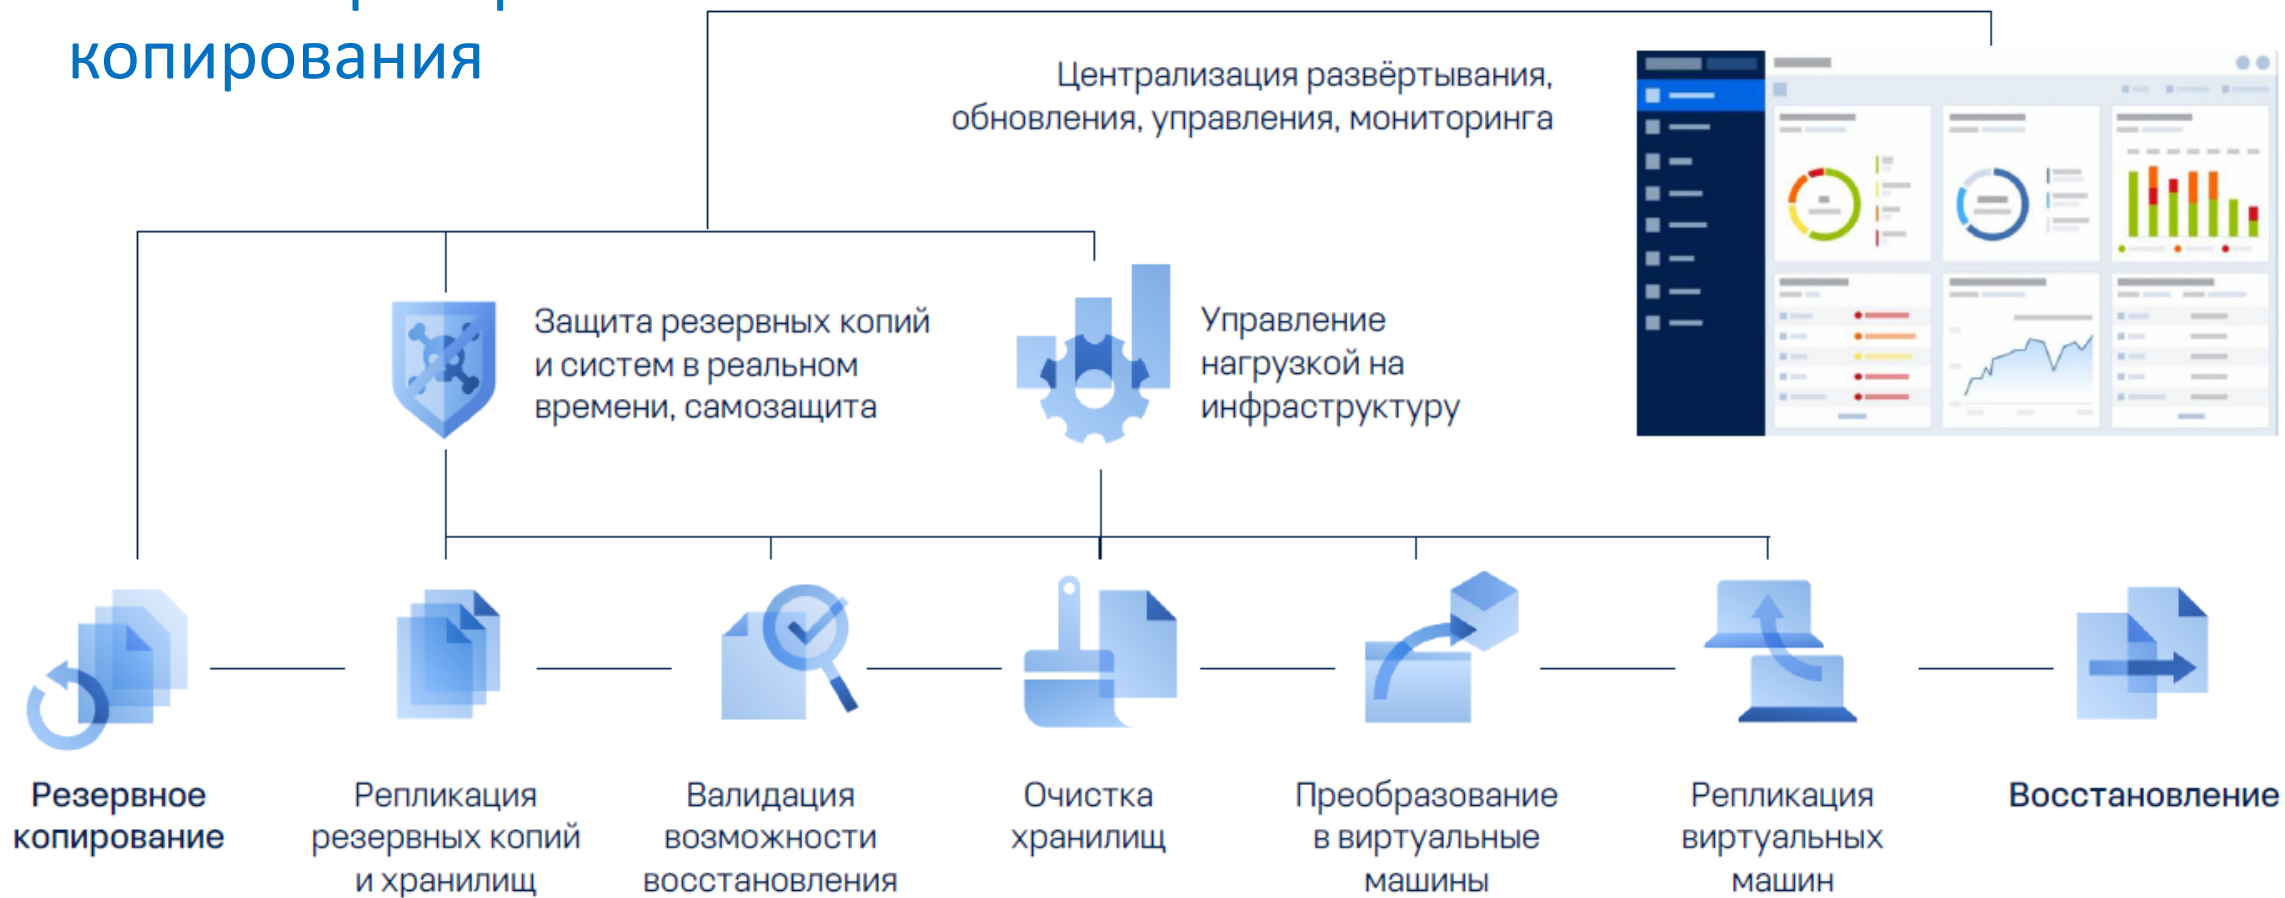 копирования
Централизация развёртывания,
обновления, управления, мониторинга
Защита резервных копий
и систем в реальном
времени, самозащита
Управление
нагрузкой на
инфраструктуру
Резервное
копирование
Репликация
резервных копий
и хранилищ
Валидация
возможности
восстановления
Очистка
хранилищ
Преобразование
в виртуальные
машины
Репликация
виртуальных
машин
Восстановление